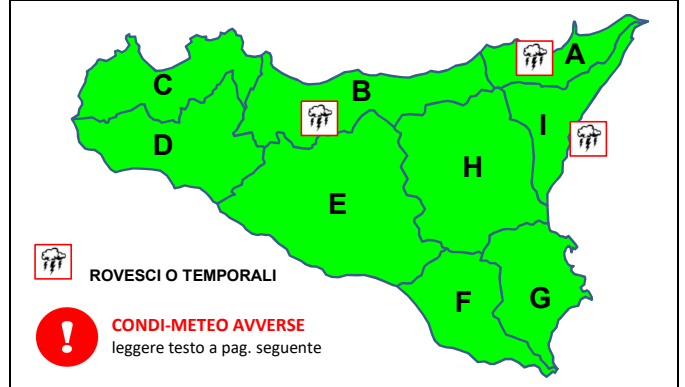 A
C
B
I
D
H
E
ROVESCI O TEMPORALI
F
G
!
CONDI-METEO AVVERSE
leggere testo a pag. seguente